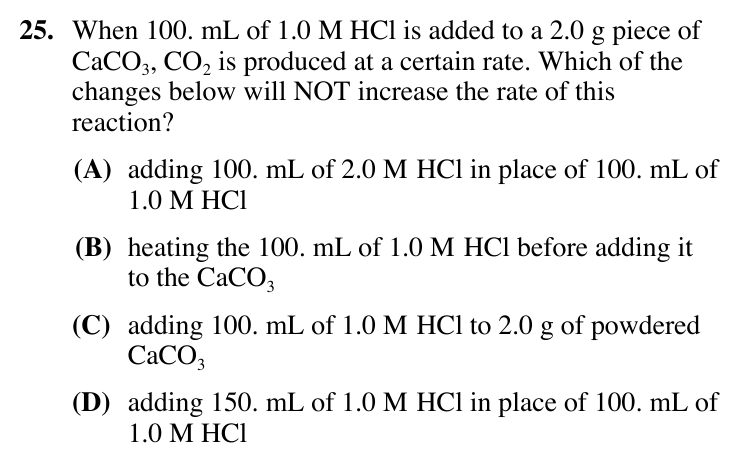 25. When 100. mL of 1.0 M HCl is added to a 2.0 g piece of
CaCO₃, CO₂ is produced at a certain rate. Which of the
changes below will NOT increase the rate of this
reaction?
(A) adding 100. mL of 2.0 M HCl in place of 100. mL of
1.0 M HCl
(B) heating the 100. mL of 1.0 M HCl before adding it
to the CaCO₃
(C) adding 100. mL of 1.0 M HCl to 2.0 g of powdered
CaCO₃
(D) adding 150. mL of 1.0 M HCl in place of 100. mL of
1.0 M HCl